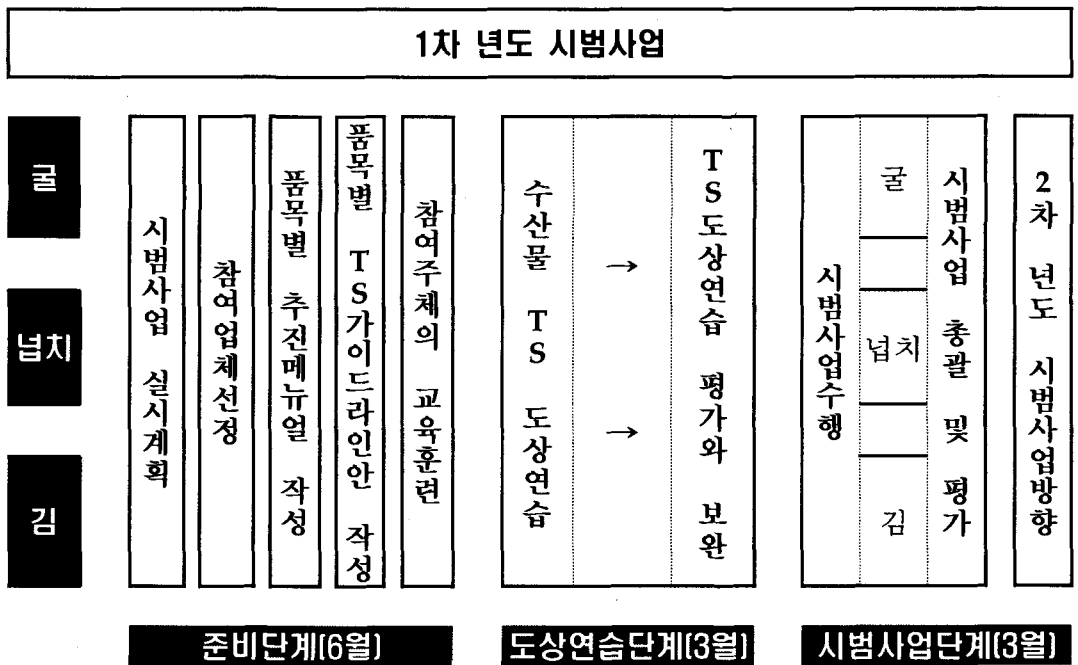 1차 년도 시범사업
굴
넙치
김
시범사업 실시계획
참여업체선정
품목별 추진메뉴얼 작성
품목별 TS가이드라인안 작성
참여주체의 교육훈련
수산물 TS 도상연습
→
→
TS도상연습 평가와 보완
시범사업수행
굴
넙치
김
시범사업 총괄 및 평가
2차 년도 시범사업방향
준비단계(6월)
도상연습단계(3월)
시범사업단계(3월)